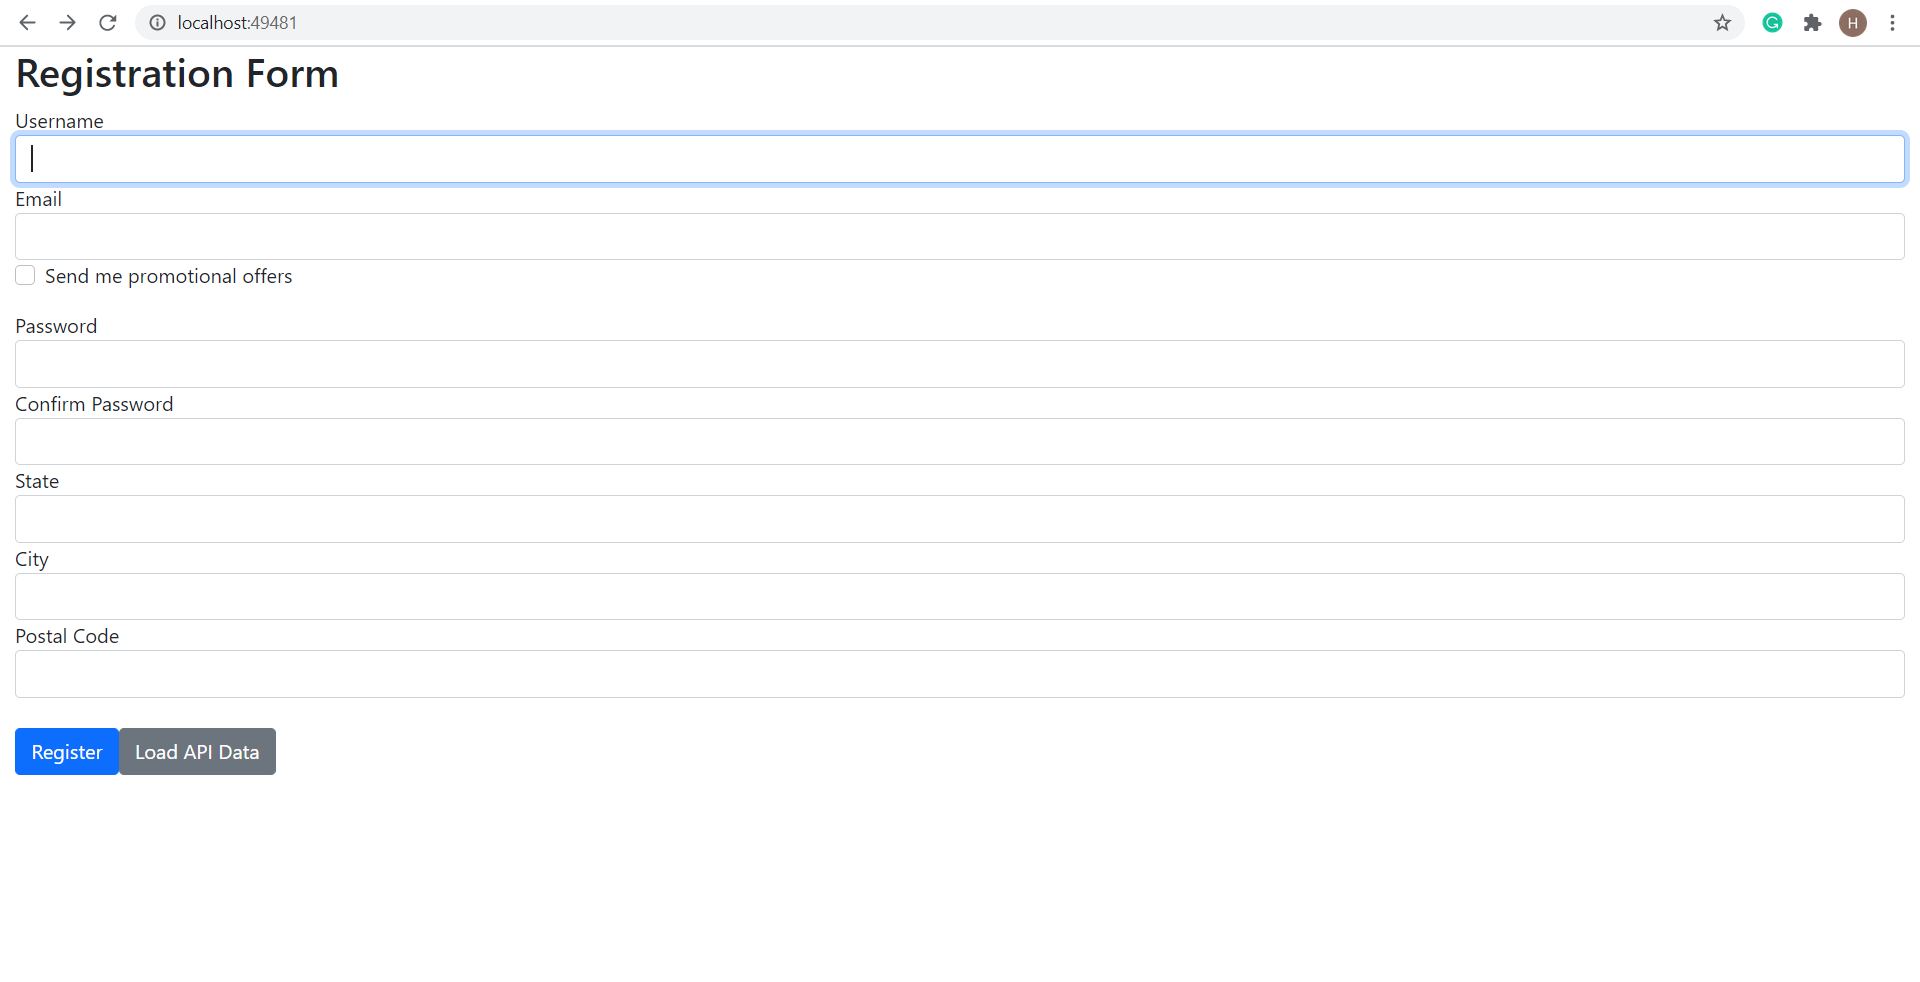 localhost:49481
H
Registration Form
Username
Email
Send me promotional offers
Password
Confirm Password
State
City
Postal Code
Register Load API Data